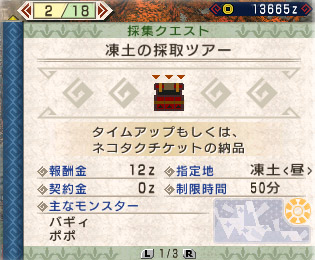 2/18
13665z
採集クエスト
凍土の採取ツアー
タイムアップもしくは、
ネコタクチケットの納品
報酬金 12z 指定地 凍土<昼>
契約金 0z 制限時間 50分
主なモンスター
バギィ
ポポ
L 1/3 R